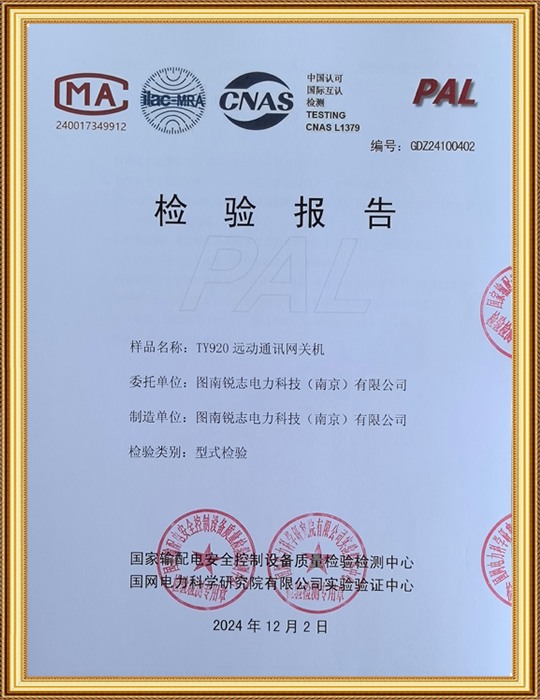 MA
240017349912
ilac-MRA
CNAS
中国认可
国际互认
检测
TESTING
CNAS L1379
PAL
编号：GDZ24100402
检验报告
PAL
样品名称：TY920 远动通讯网关机
委托单位：图南锐志电力科技（南京）有限公司
制造单位：图南锐志电力科技（南京）有限公司
检验类别：型式检验
国家输配电安全控制设备质量检验检测中心
国网电力科学研究院有限公司实验验证中心
2024 年 12 月 2 日